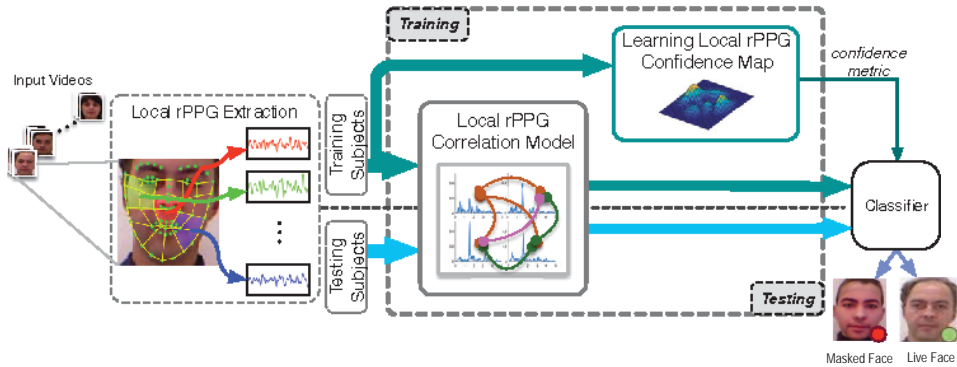 Training
Learning Local rPPG
Confidence Map
confidence
metric
Input Videos
Local rPPG Extraction
Training
Subjects
Local rPPG
Correlation Model
Classifier
Testing
Subjects
Testing
Masked Face
Live Face